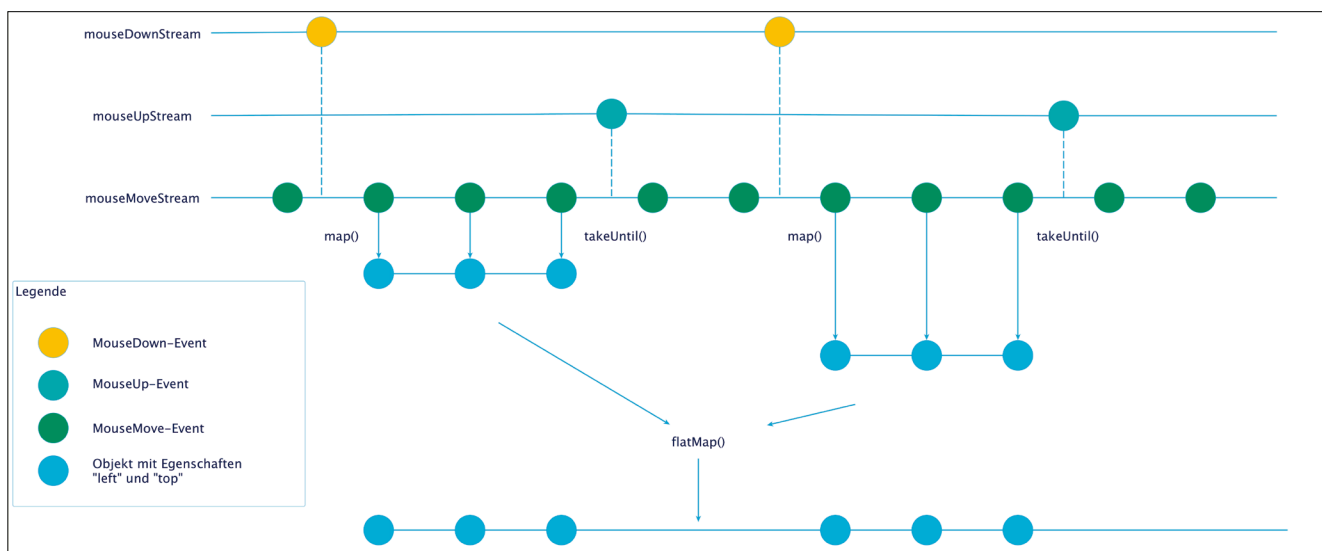 mouseDownStream
mouseUpStream
mouseMoveStream
map()
takeUntil()
map()
takeUntil()
Legende
MouseDown-Event
MouseUp-Event
MouseMove-Event
Objekt mit Egenschaften
"left" und "top"
flatMap()